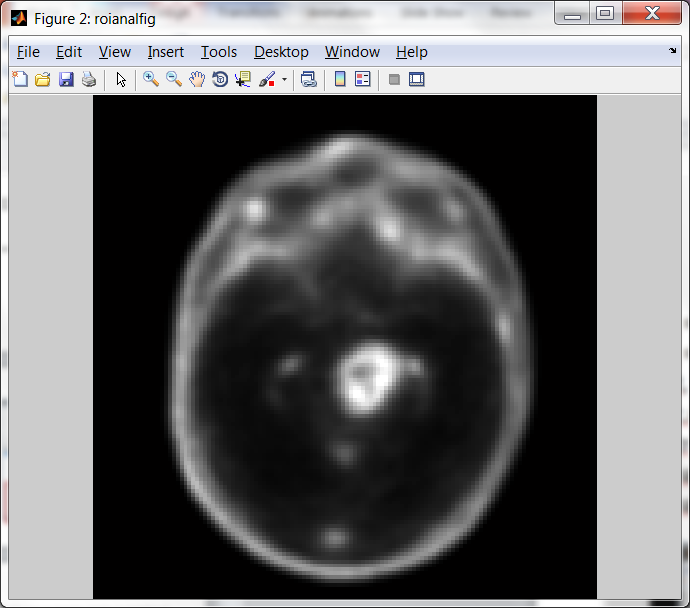 Figure 2: roianalfig
File Edit View Insert Tools Desktop Window Help